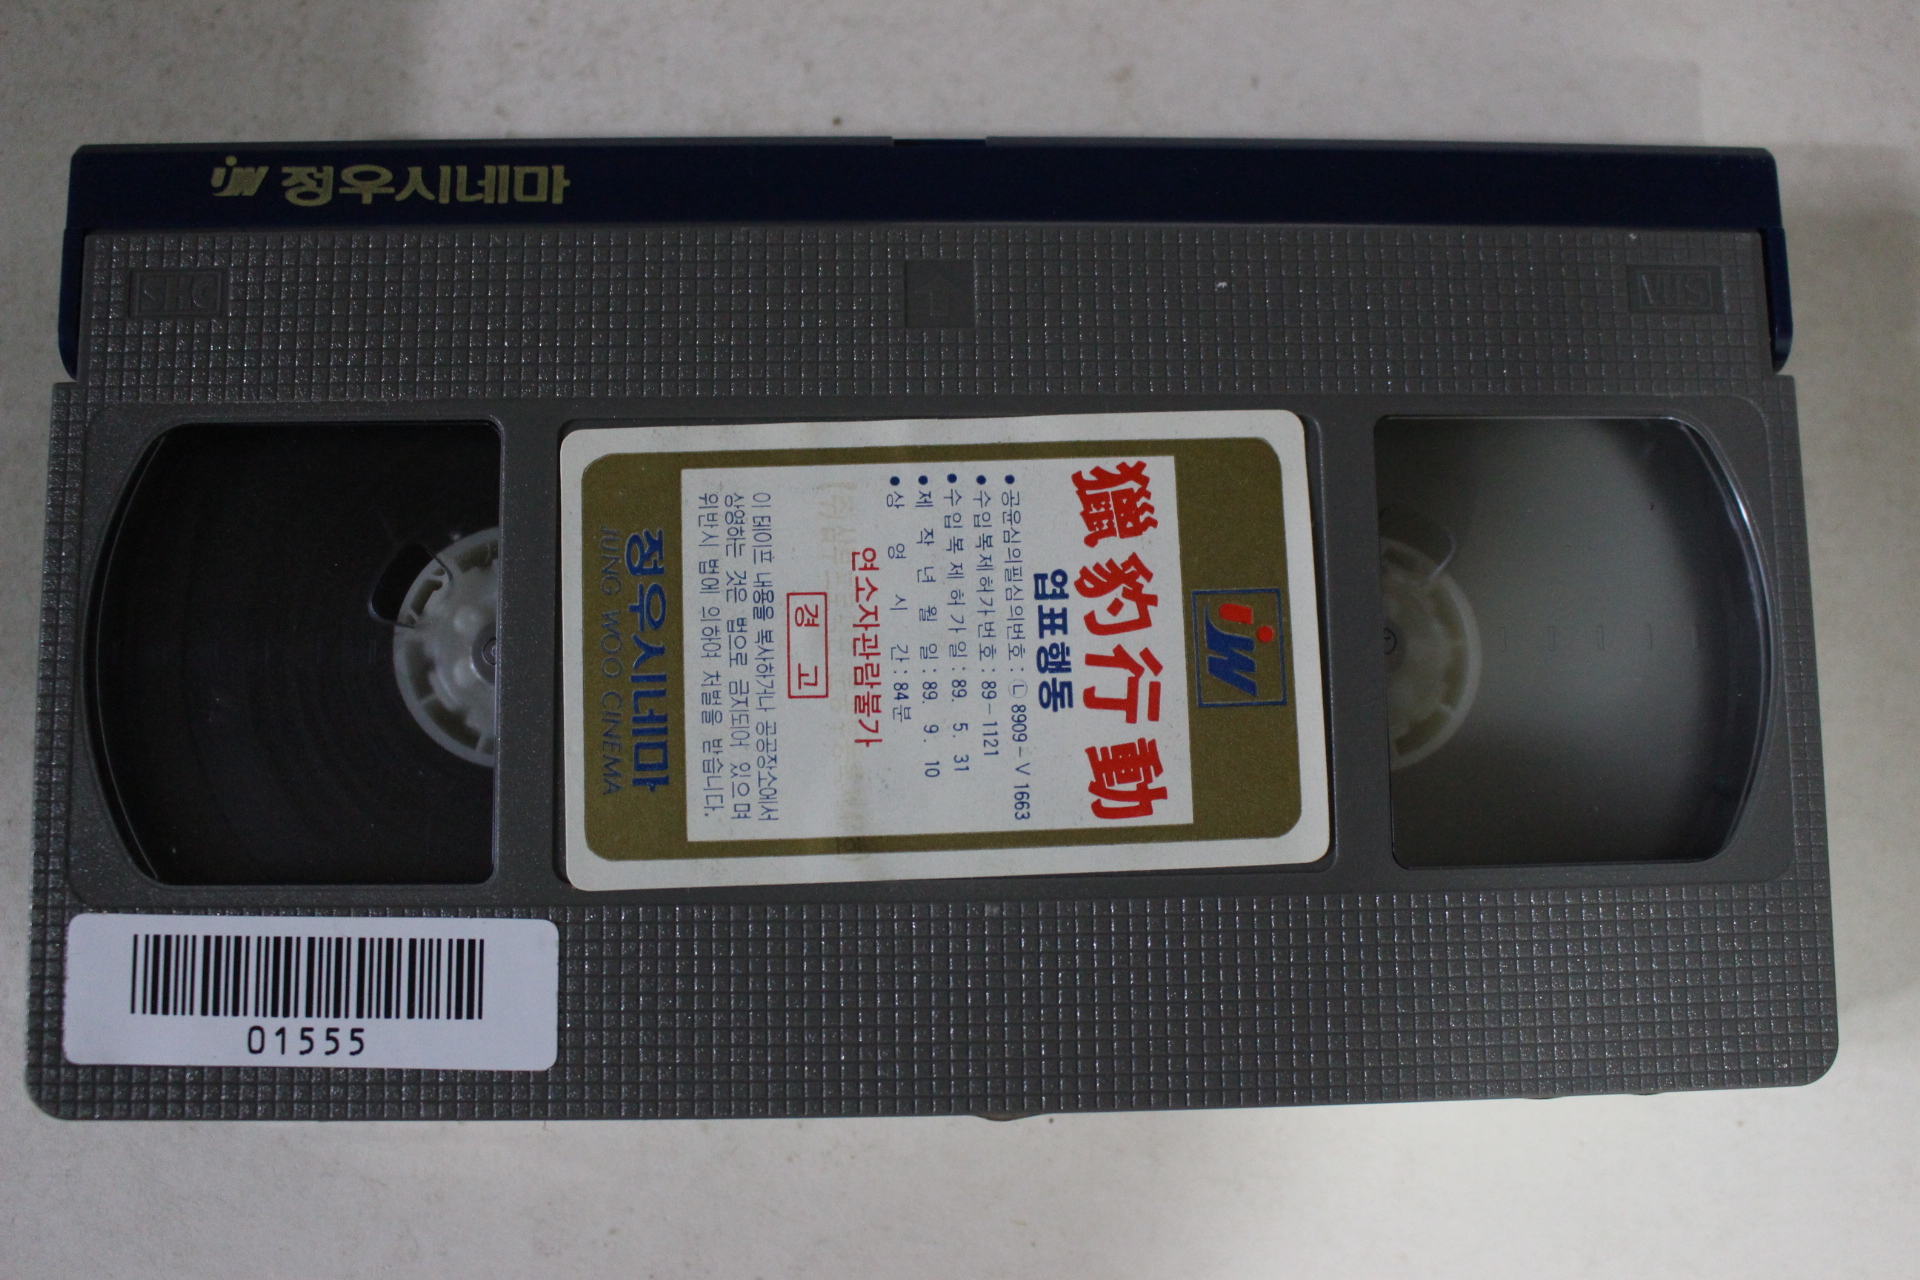 jw 정우시네마
VHS
VHS
jw
獵豹行動
엽표행동
● 공윤심의필심의번호 : Ⓛ 8909-V 1663
● 수입복제허가번호 : 89-1121
● 수입복제허가일 : 89. 5. 31
● 제작년월일 : 89. 9. 10
● 상영시간 : 84분
연소자관람불가
경고
이 테이프 내용을 복사하거나 공공장소에서
상영하는 것은 법으로 금지되어 있으며
위반시 법에 의하여 처벌을 받습니다.
정우시네마
JUNG WOO CINEMA
01555